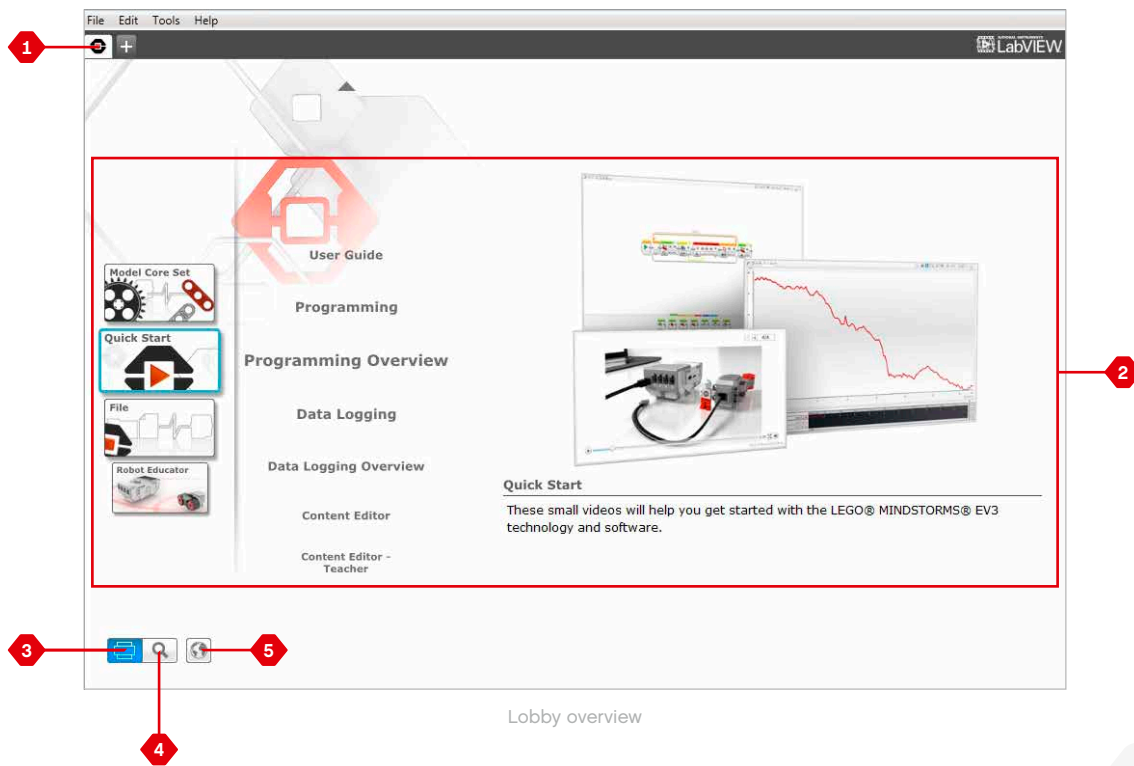 File Edit Tools Help
1
+
NATIONAL INSTRUMENTS
LabVIEW
Model Core Set
Quick Start
File
Robot Educator
User Guide
Programming
Programming Overview
Data Logging
Data Logging Overview
Content Editor
Content Editor -
Teacher
2
Quick Start
These small videos will help you get started with the LEGO® MINDSTORMS® EV3
technology and software.
3
5
4
Lobby overview